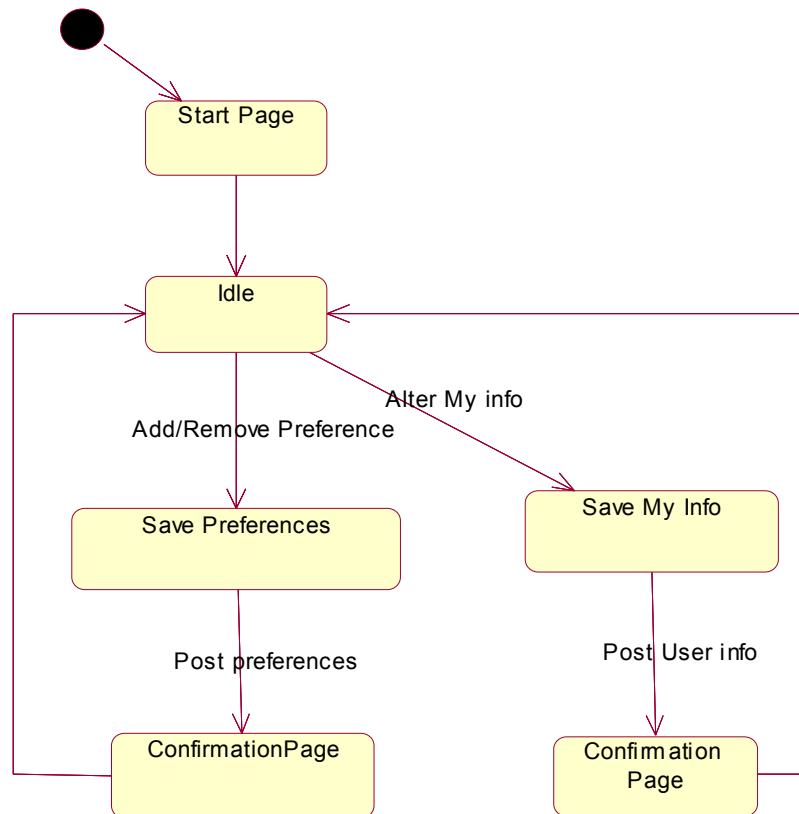 Start Page
Idle
Alter My info
Add/Remove Preference
Save My Info
Save Preferences
Post preferences
Post User info
ConfirmationPage
Confirmation
Page